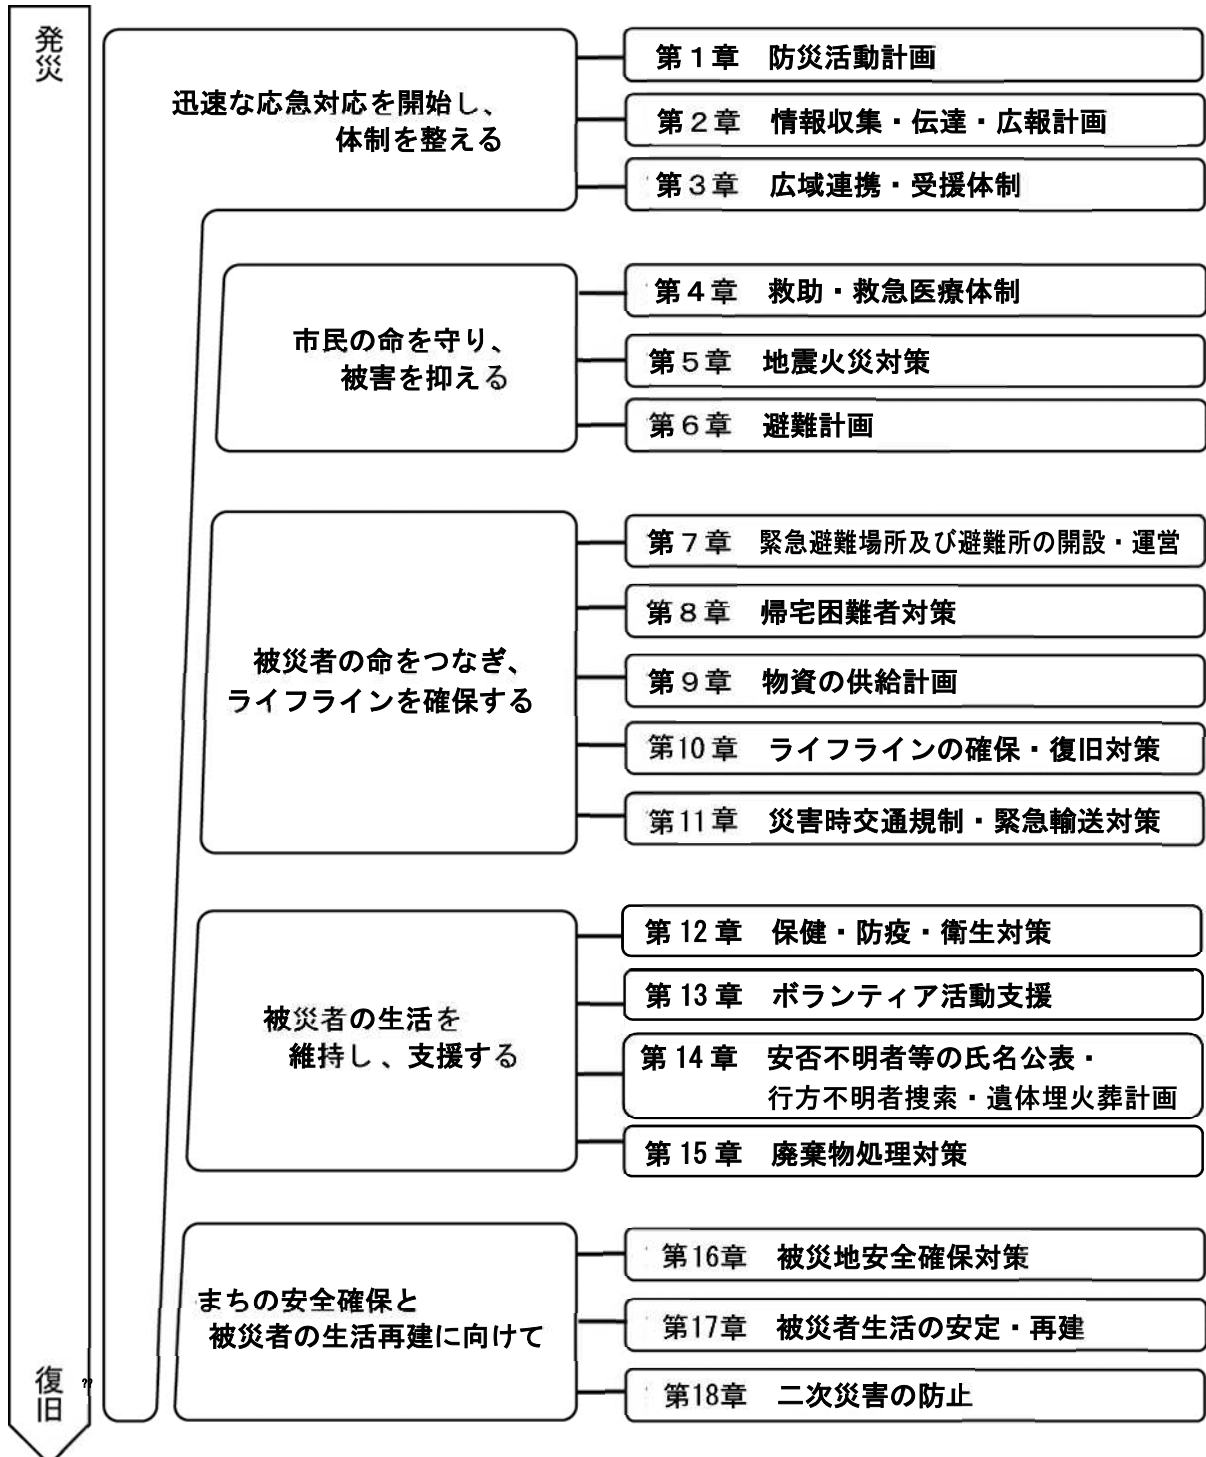 発災
迅速な応急対応を開始し、
体制を整える
第1章 防災活動計画
第2章 情報収集・伝達・広報計画
第3章 広域連携・受援体制
市民の命を守り、
被害を抑える
第4章 救助・救急医療体制
第5章 地震火災対策
第6章 避難計画
被災者の命をつなぎ、
ライフラインを確保する
第7章 緊急避難場所及び避難所の開設・運営
第8章 帰宅困難者対策
第9章 物資の供給計画
第10章 ライフラインの確保・復旧対策
第11章 災害時交通規制・緊急輸送対策
被災者の生活を
維持し、支援する
第12章 保健・防疫・衛生対策
第13章 ボランティア活動支援
第14章 安否不明者等の氏名公表・
行方不明者捜索・遺体埋火葬計画
第15章 廃棄物処理対策
まちの安全確保と
被災者の生活再建に向けて
第16章 被災地安全確保対策
第17章 被災者生活の安定・再建
第18章 二次災害の防止
復旧
??